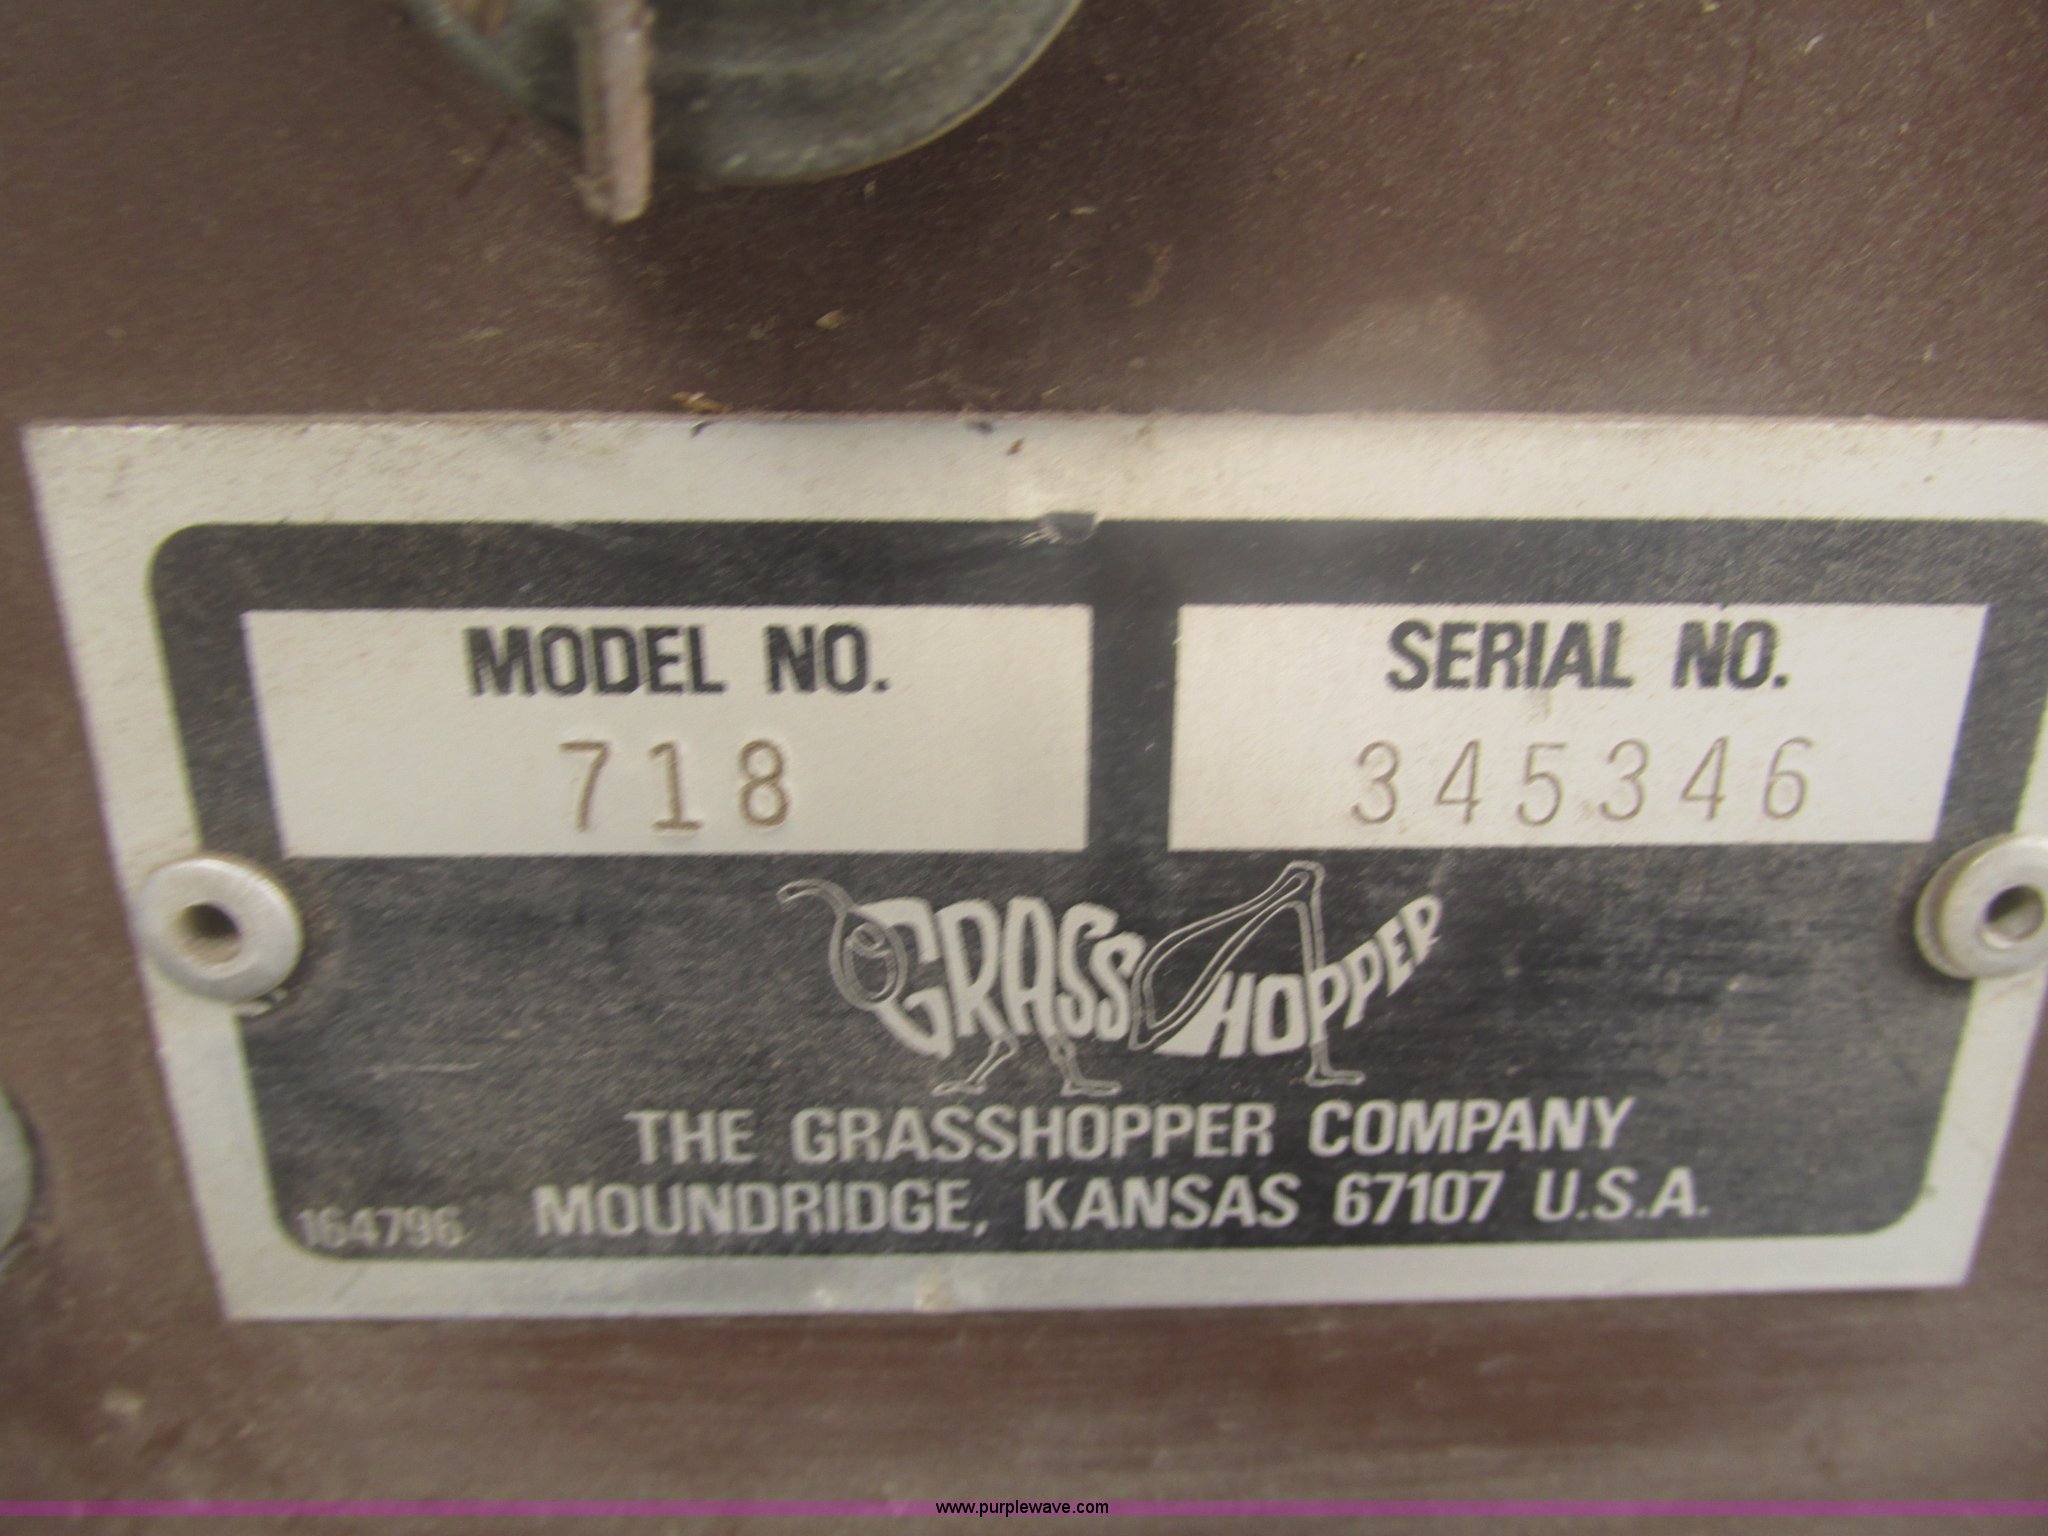 MODEL NO.
718
SERIAL NO.
345346
GRASSHOPPER
THE GRASSHOPPER COMPANY
MOUNDRIDGE, KANSAS 67107 U.S.A.
164796
www.purplewave.com